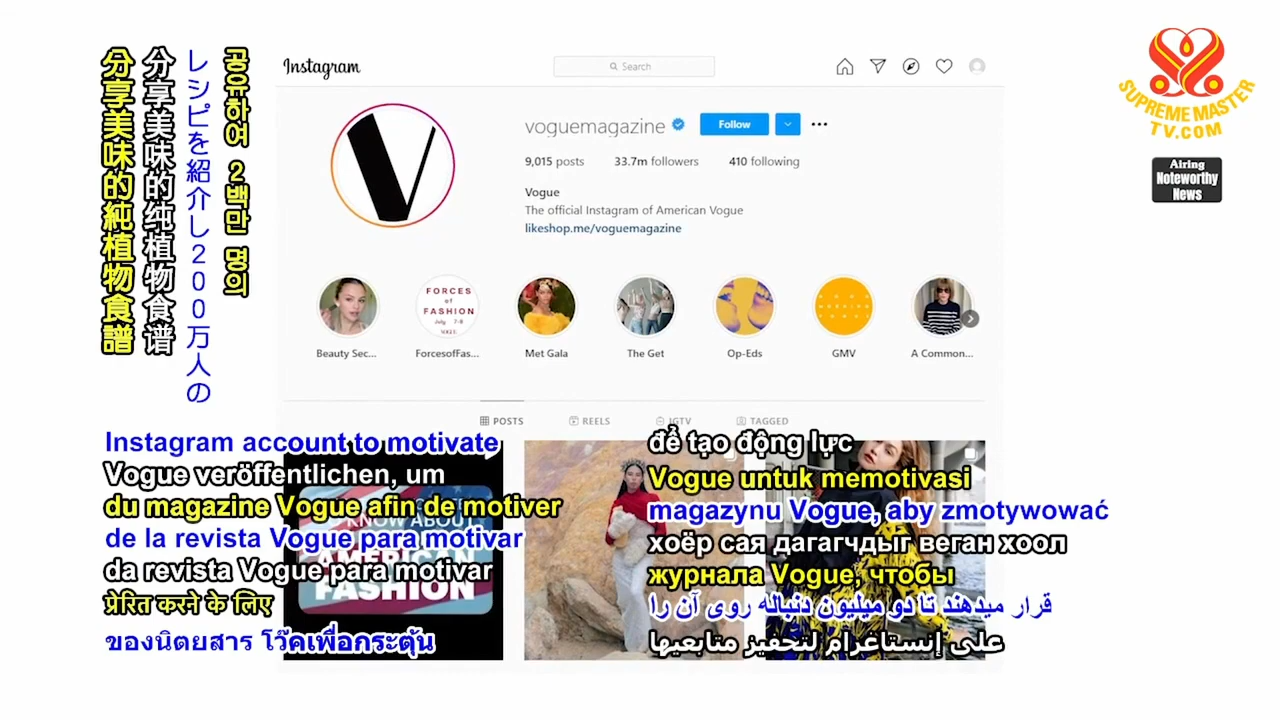 공유하여 2백만 명의
レシピを紹介し200万人の
分享美味的纯植物食谱
分享美味的純植物食譜
Instagram
Search
voguemagazine
Follow
9,015 posts 33.7m followers 410 following
Vogue
The official Instagram of American Vogue
likeshop.me/voguemagazine
FORCES
of
FASHION
July 7-8
VOGUE
Beauty Sec... ForcesofFas... Met Gala The Get Op-Eds GMV A Common...
POSTS REELS IGTV TAGGED
KNOW ABOUT
AMERICAN
FASHION
Instagram account to motivate
Vogue veröffentlichen, um
du magazine Vogue afin de motiver
de la revista Vogue para motivar
da revista Vogue para motivar
प्रेरित करने के लिए
ของนิตยสาร โว๊คเพื่อกระตุ้น
để tạo động lực
Vogue untuk memotivasi
magazynu Vogue, aby zmotywować
хоёр сая дагагчдыг веган хоол
журнала Vogue, чтобы
قرار میدهند تا دو میلیون دنباله روی آن را
على إنستاغرام لتحفيز متابعيها
SUPREME MASTER
TV.COM
Airing
Noteworthy
News